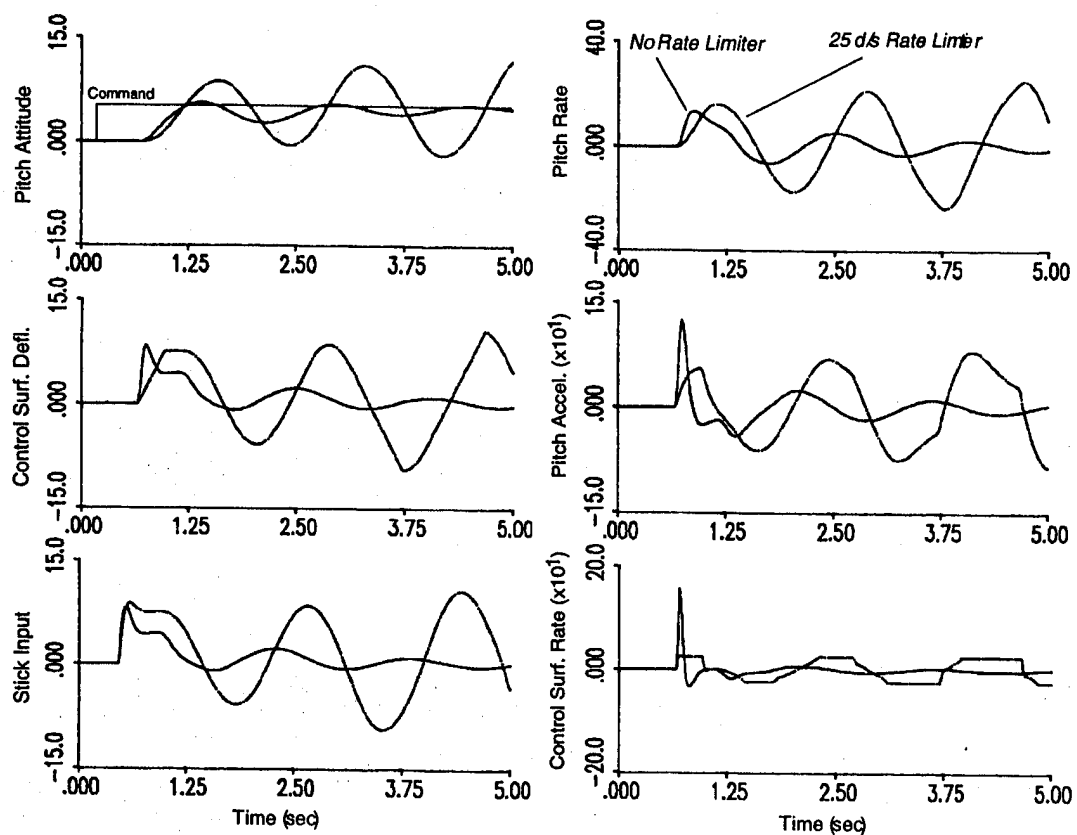 Pitch Attitude
15.0
.000
-15.0
Command
.000 1.25 2.50 3.75 5.00
Pitch Rate
40.0
.000
-40.0
No Rate Limiter
25 d/s Rate Limter
.000 1.25 2.50 3.75 5.00
Control Surf. Defl.
15.0
.000
-15.0
.000 1.25 2.50 3.75 5.00
Pitch Accel. (x10¹)
15.0
.000
-15.0
.000 1.25 2.50 3.75 5.00
Stick Input
15.0
.000
-15.0
.000 1.25 2.50 3.75 5.00
Time (sec)
Control Surf. Rate (x10¹)
20.0
.000
-20.0
.000 1.25 2.50 3.75 5.00
Time (sec)